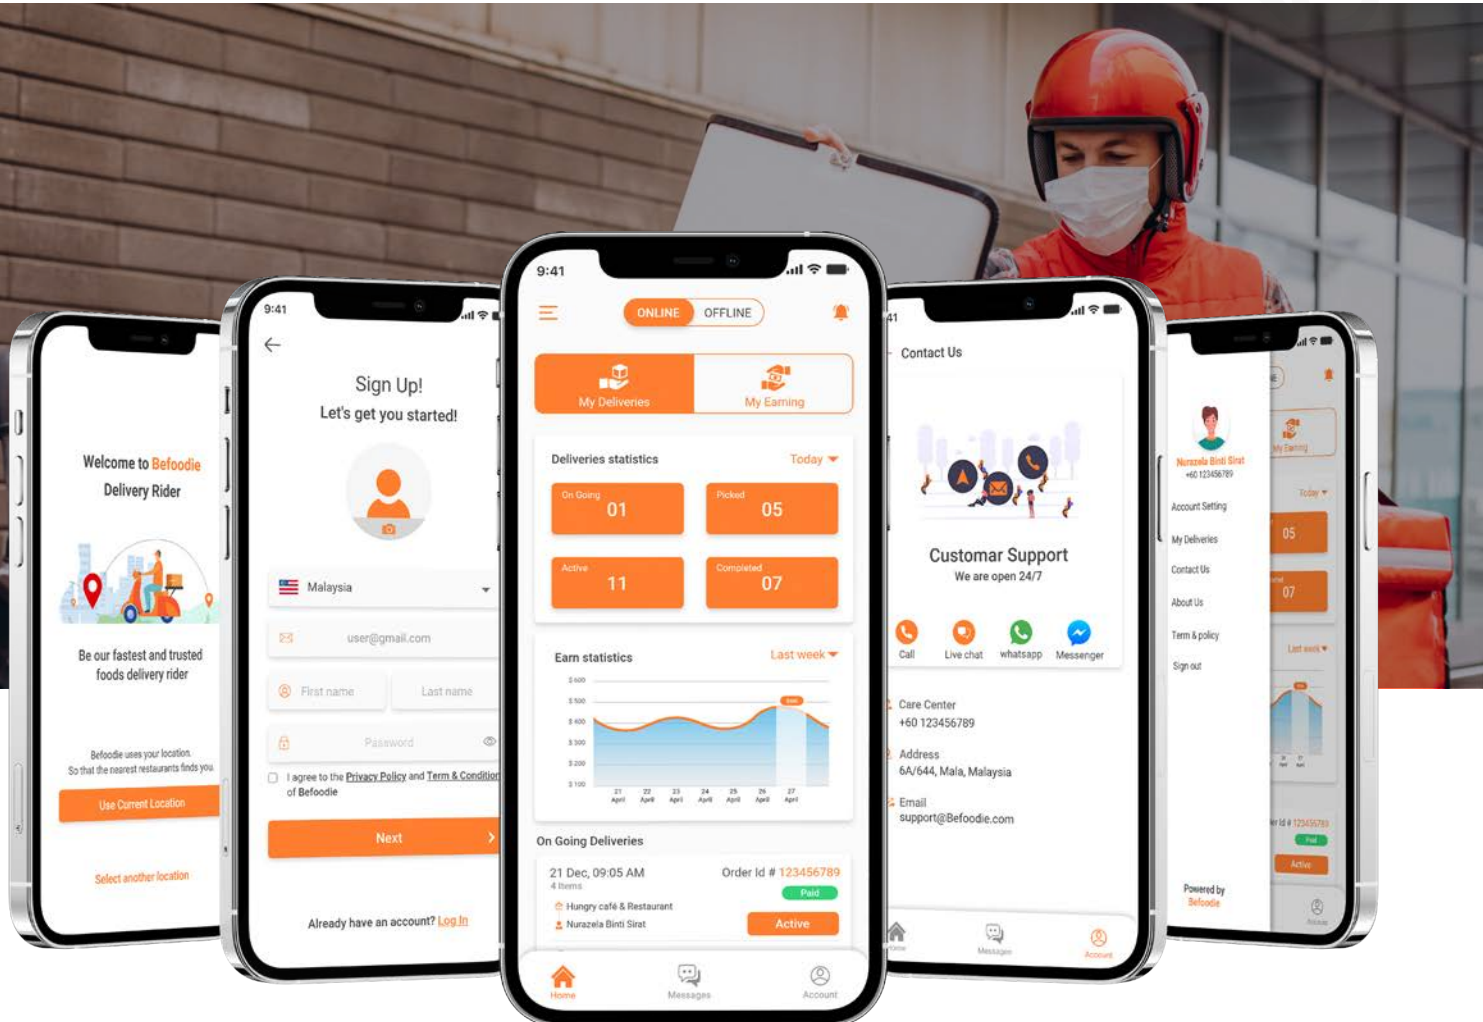 Welcome to Befoodie
Delivery Rider
Be our fastest and trusted
foods delivery rider
Befoodie uses your location.
So that the nearest restaurants finds you.
Use Current Location
Select another location
9:41
Sign Up!
Let's get you started!
Malaysia
user@gmail.com
First name
Last name
Password
I agree to the Privacy Policy and Term & Condition
of Befoodie
Next
Already have an account? Log In
9:41
ONLINE
OFFLINE
My Deliveries
My Earning
Deliveries statistics
Today
On Going
01
Picked
05
Active
11
Completed
07
Earn statistics
Last week
$ 600
$ 500
$ 400
$ 300
$ 200
$ 100
21
April
22
April
23
April
24
April
25
April
26
April
27
April
On Going Deliveries
21 Dec, 09:05 AM
Order Id # 123456789
4 Items
Paid
Hungry café & Restaurant
Nurazela Binti Sirat
Active
Home
Messages
Account
41
Contact Us
Customar Support
We are open 24/7
Call
Live chat
whatsapp
Messenger
Care Center
+60 123456789
Address
6A/644, Mala, Malaysia
Email
support@Befoodie.com
Home
Messages
Account
Nurazela Binti Sirat
+60 123456789
Account Setting
My Deliveries
Contact Us
About Us
Term & policy
Sign out
Powered by
Befoodie
My Earning
Today
05
07
Last week
er Id # 123456789
Paid
Active
Account